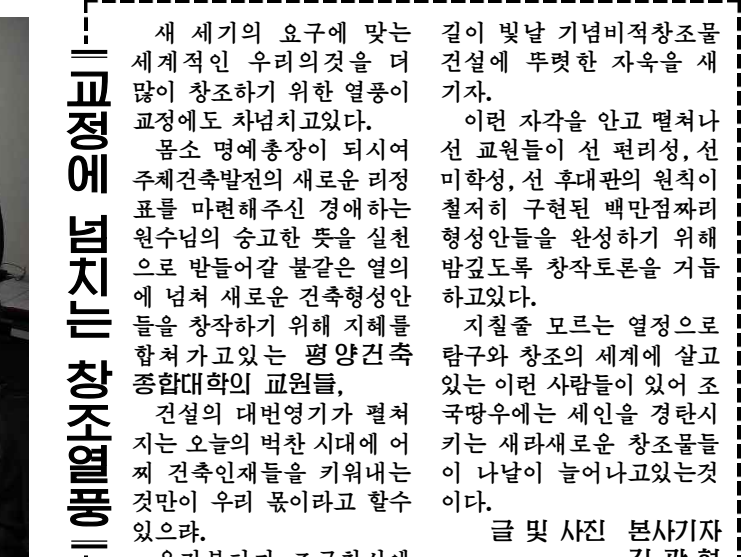 교정에 넘치는 창조열풍
새 세기의 요구에 맞는
세계적인 우리의것을 더
많이 창조하기 위한 열풍이
교정에도 차넘치고있다.
몸소 명예총장이 되시여
주체건축발전의 새로운 리정
표를 마련해주신 경애하는
원수님의 숭고한 뜻을 실천
으로 받들어갈 불같은 열의
에 넘쳐 새로운 건축형성안
들을 창작하기 위해 지혜를
합쳐가고있는 평양건축
종합대학의 교원들,
건설의 대번영기가 펼쳐
지는 오늘의 벅찬 시대에 어
찌 건축인재들을 키워내는
것만이 우리 몫이라고 할수
있으랴.
길이 빛날 기념비적창조물
건설에 뚜렷한 자욱을 새
기자.
이런 자각을 안고 떨쳐나
선 교원들이 선 편리성, 선
미학성, 선 후대관의 원칙이
철저히 구현된 백만점짜리
형성안들을 완성하기 위해
밤깊도록 창작토론을 거듭
하고있다.
지칠줄 모르는 열정으로
탐구와 창조의 세계에 살고
있는 이런 사람들이 있어 조
국땅우에는 세인을 경탄시
키는 새라새로운 창조물들
이 나날이 늘어나고있는것
이다.
글 및 사진 본사기자